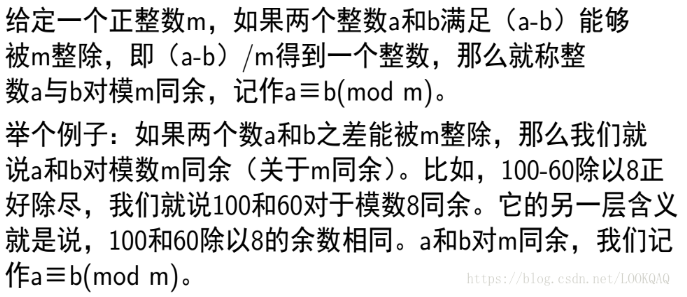 给定一个正整数m，如果两个整数a和b满足（a-b）能够
被m整除，即（a-b）/m得到一个整数，那么就称整
数a与b对模m同余，记作a≡b(mod m)。
举个例子：如果两个数a和b之差能被m整除，那么我们就
说a和b对模数m同余（关于m同余）。比如，100-60除以8正
好除尽，我们就说100和60对于模数8同余。它的另一层含义
就是说，100和60除以8的余数相同。a和b对m同余，我们记
作a≡b(mod m)。
https://blog.csdn.net/LOOKQAQ